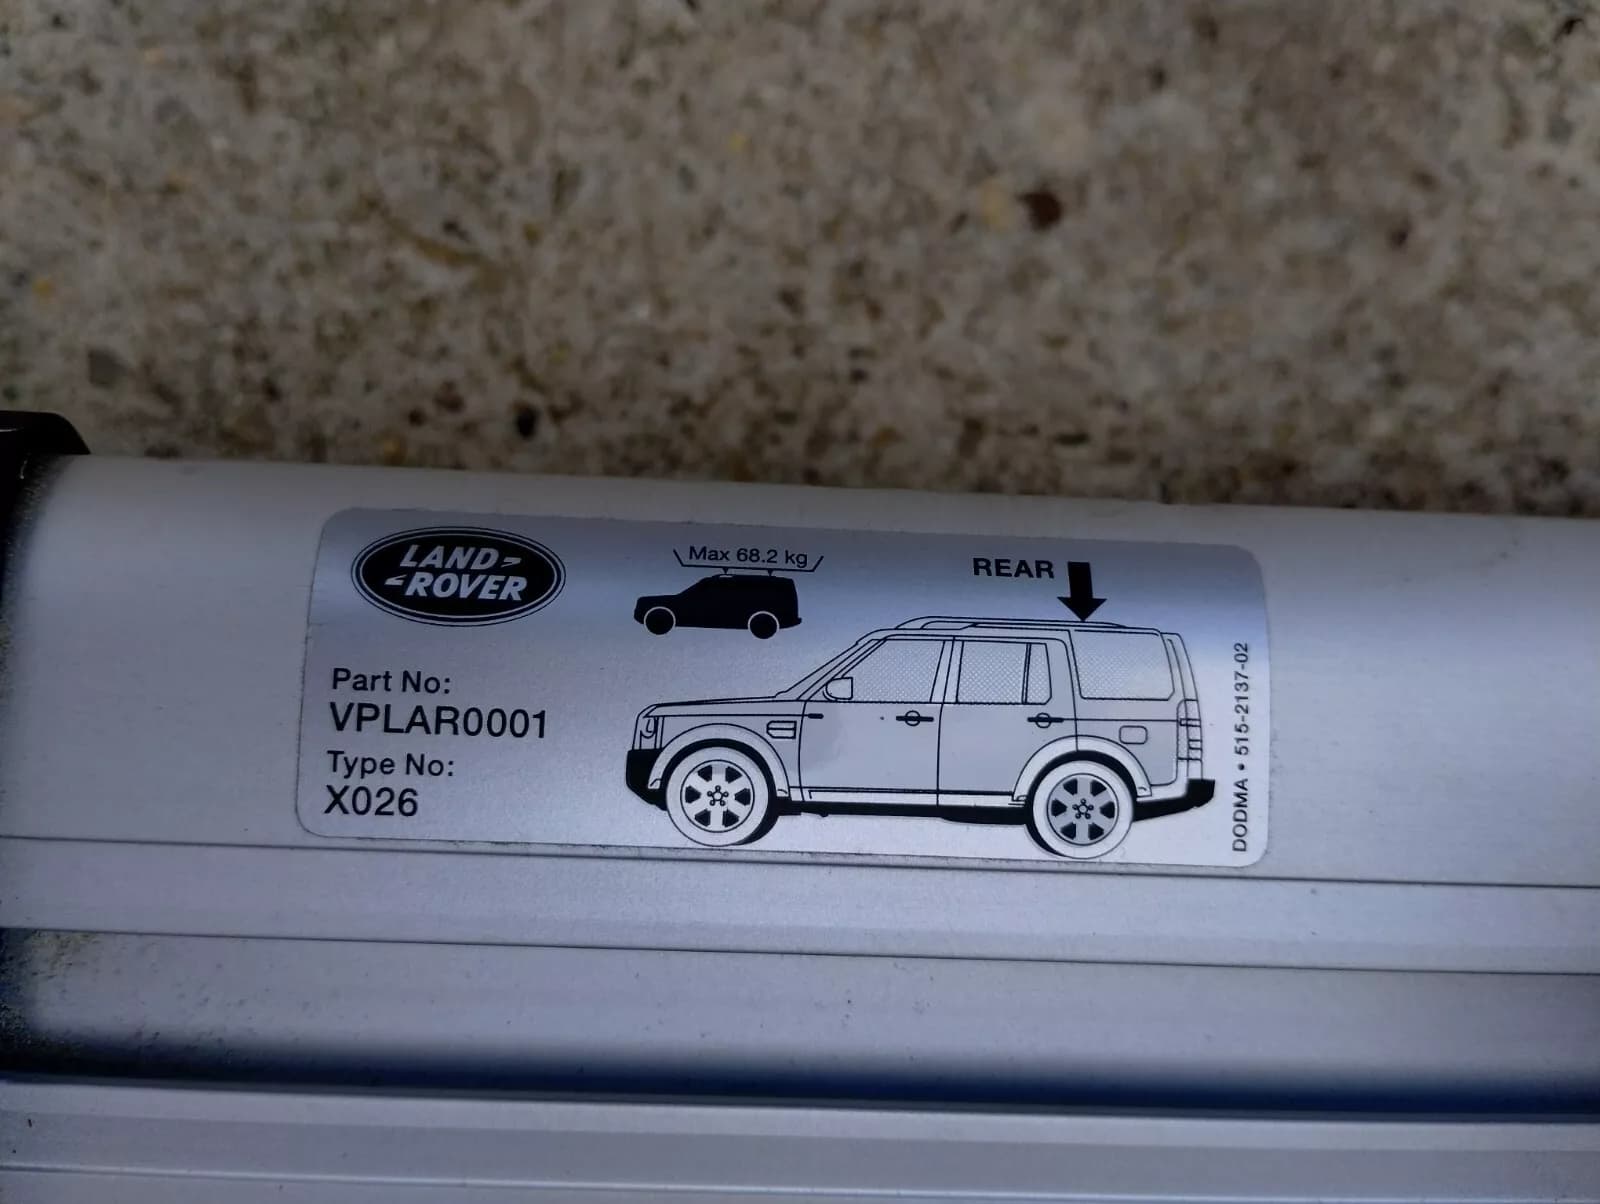 LAND
ROVER
Max 68.2 kg
REAR
Part No:
VPLAR0001
Type No:
X026
DODMA • 515-2137-02